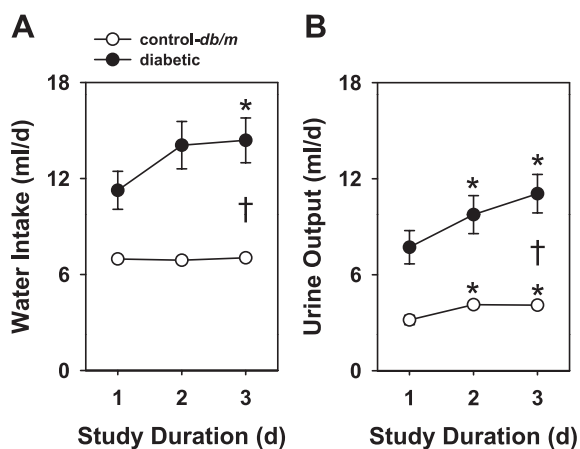 A
control-db/m
diabetic
B
18
12
6
0
Water Intake (ml/d)
*
†
1 2 3
Study Duration (d)
18
12
6
0
Urine Output (ml/d)
*
*
†
* *
1 2 3
Study Duration (d)